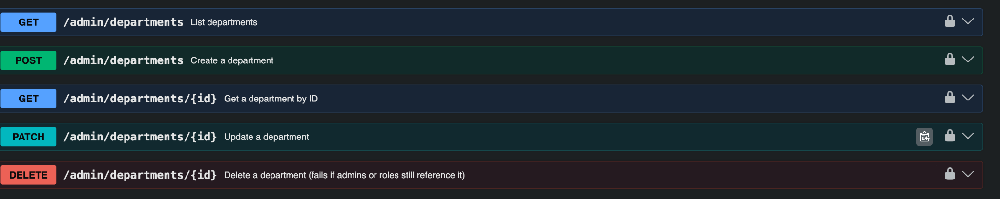 GET /admin/departments List departments
POST /admin/departments Create a department
GET /admin/departments/{id} Get a department by ID
PATCH /admin/departments/{id} Update a department
DELETE /admin/departments/{id} Delete a department (fails if admins or roles still reference it)